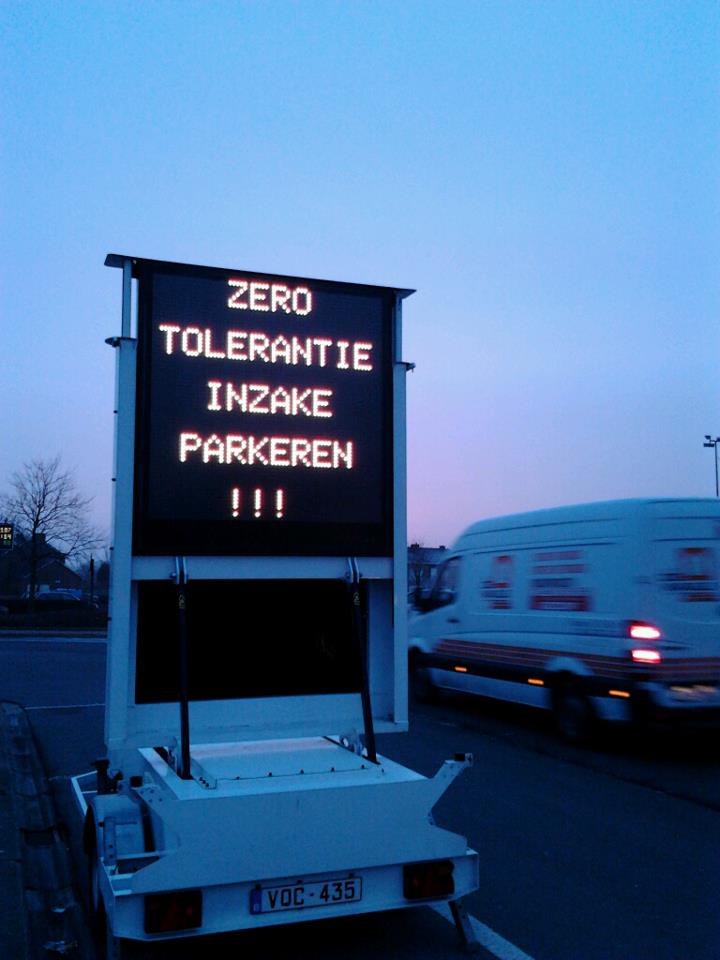 ZERO
TOLERANTIE
INZAKE
PARKEREN
!!!
VOC-435